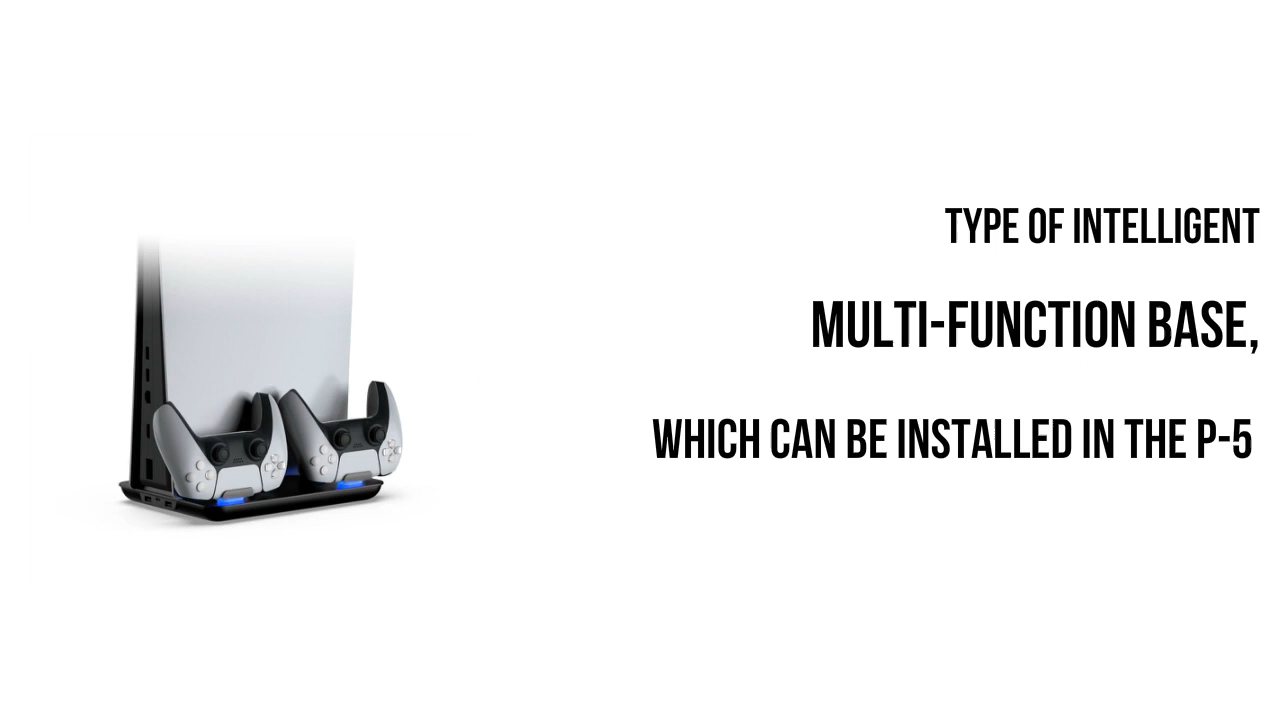 TYPE OF INTELLIGENT
MULTI-FUNCTION BASE,
WHICH CAN BE INSTALLED IN THE P-5